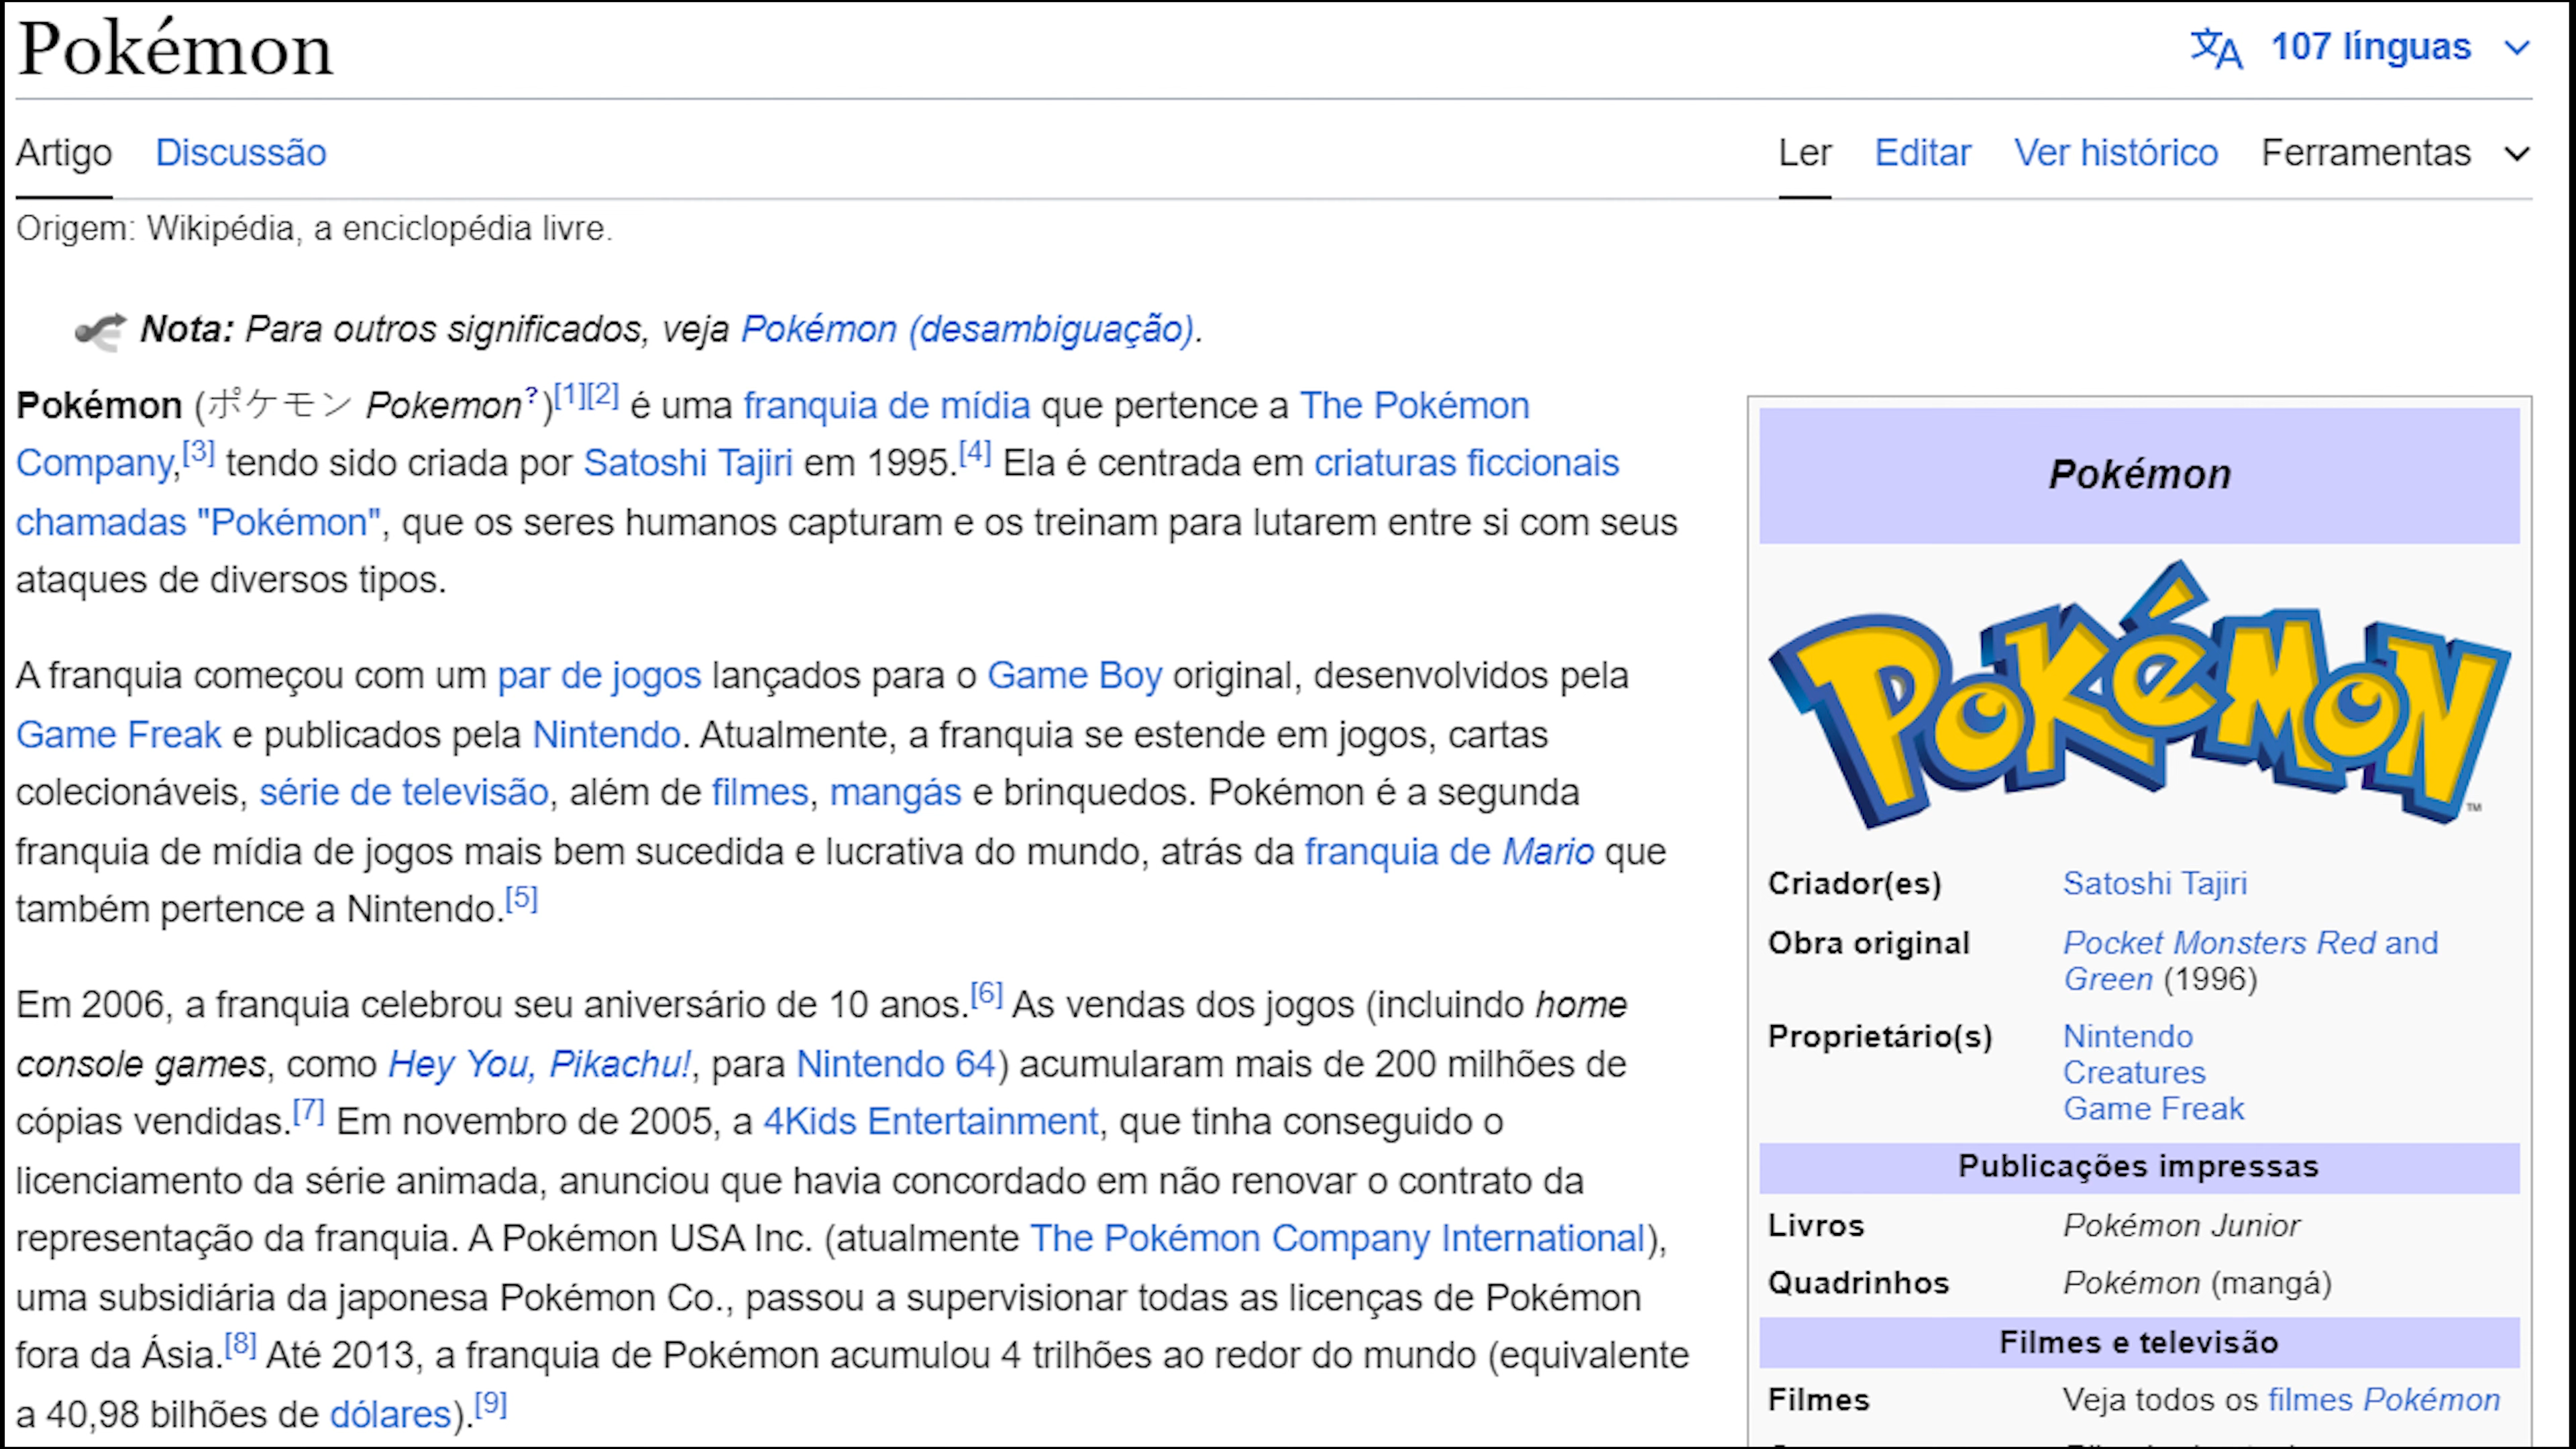 Pokémon
107 línguas
Artigo Discussão Ler Editar Ver histórico Ferramentas
Origem: Wikipédia, a enciclopédia livre.
Nota: Para outros significados, veja Pokémon (desambiguação).
Pokémon (ポケモン Pokemon?)[1][2] é uma franquia de mídia que pertence a The Pokémon
Company,[3] tendo sido criada por Satoshi Tajiri em 1995.[4] Ela é centrada em criaturas ficcionais
chamadas "Pokémon", que os seres humanos capturam e os treinam para lutarem entre si com seus
ataques de diversos tipos.
A franquia começou com um par de jogos lançados para o Game Boy original, desenvolvidos pela
Game Freak e publicados pela Nintendo. Atualmente, a franquia se estende em jogos, cartas
colecionáveis, série de televisão, além de filmes, mangás e brinquedos. Pokémon é a segunda
franquia de mídia de jogos mais bem sucedida e lucrativa do mundo, atrás da franquia de Mario que
também pertence a Nintendo.[5]
Em 2006, a franquia celebrou seu aniversário de 10 anos.[6] As vendas dos jogos (incluindo home
console games, como Hey You, Pikachu!, para Nintendo 64) acumularam mais de 200 milhões de
cópias vendidas.[7] Em novembro de 2005, a 4Kids Entertainment, que tinha conseguido o
licenciamento da série animada, anunciou que havia concordado em não renovar o contrato da
representação da franquia. A Pokémon USA Inc. (atualmente The Pokémon Company International),
uma subsidiária da japonesa Pokémon Co., passou a supervisionar todas as licenças de Pokémon
fora da Ásia.[8] Até 2013, a franquia de Pokémon acumulou 4 trilhões ao redor do mundo (equivalente
a 40,98 bilhões de dólares).[9]
Pokémon
POKéMON TM
Criador(es) Satoshi Tajiri
Obra original Pocket Monsters Red and
Green (1996)
Proprietário(s) Nintendo
Creatures
Game Freak
Publicações impressas
Livros Pokémon Junior
Quadrinhos Pokémon (mangá)
Filmes e televisão
Filmes Veja todos os filmes Pokémon